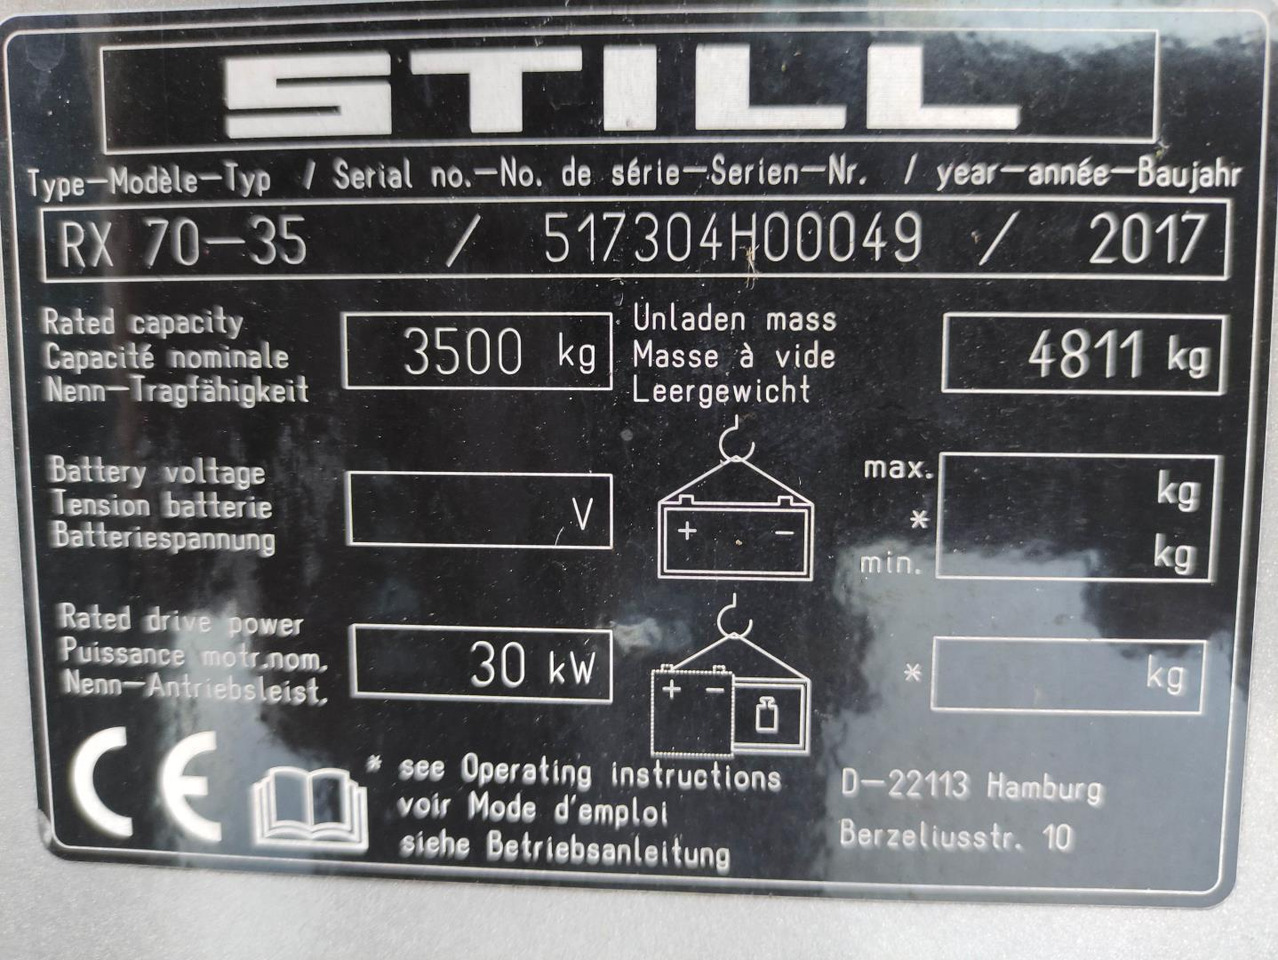 STILL
Type-Modèle-Typ / Serial no.-No. de série-Serien-Nr. / year-année-Baujahr
RX 70-35 / 517304H00049 / 2017
Rated capacity
Capacité nominale
Nenn-Tragfähigkeit
3500 kg
Unladen mass
Masse à vide
Leergewicht
4811 kg
Battery voltage
Tension batterie
Batteriespannung
V
+ -
max.
*
min.
kg
kg
Rated drive power
Puissance motr.nom.
Nenn-Antriebsleist.
30 kW
+ -
*
kg
CE
* see Operating instructions
voir Mode d'emploi
siehe Betriebsanleitung
D-22113 Hamburg
Berzeliusstr. 10